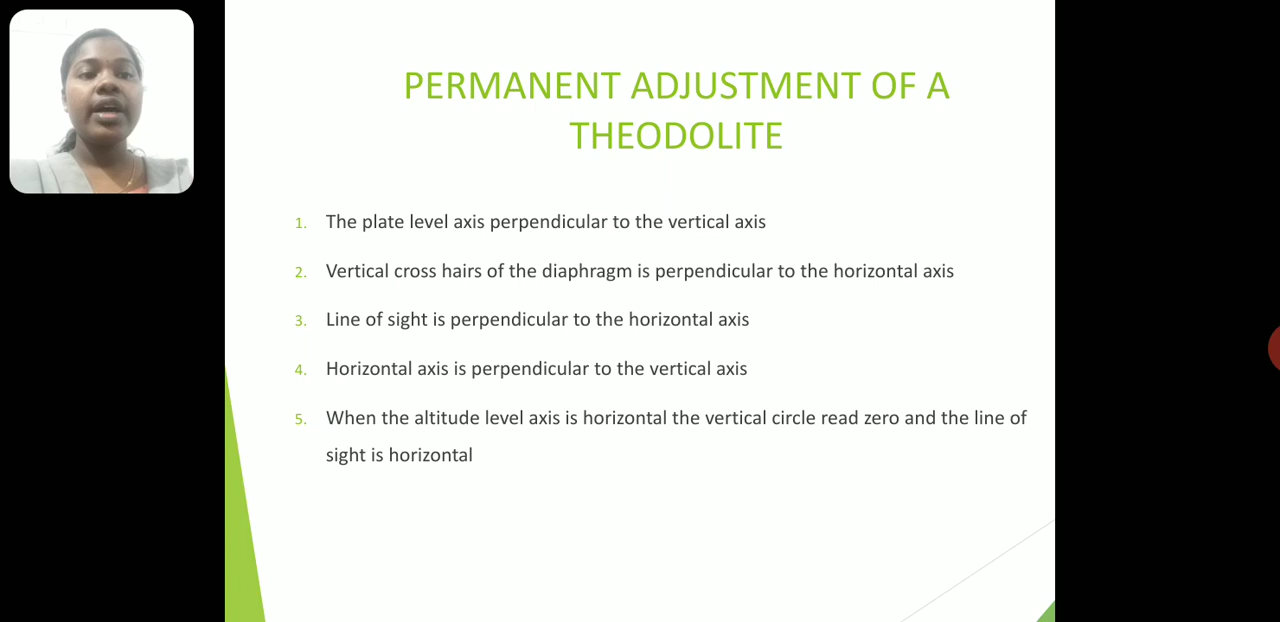 PERMANENT ADJUSTMENT OF A
THEODOLITE
1. The plate level axis perpendicular to the vertical axis
2. Vertical cross hairs of the diaphragm is perpendicular to the horizontal axis
3. Line of sight is perpendicular to the horizontal axis
4. Horizontal axis is perpendicular to the vertical axis
5. When the altitude level axis is horizontal the vertical circle read zero and the line of
sight is horizontal